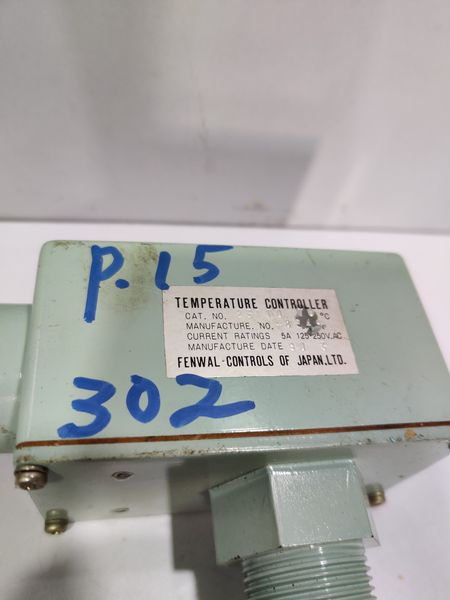 P.15
TEMPERATURE CONTROLLER
CAT. NO. °C
MANUFACTURE. NO.
CURRENT RATINGS 5A 125-250V.AC
MANUFACTURE DATE
FENWAL-CONTROLS OF JAPAN,LTD.
302